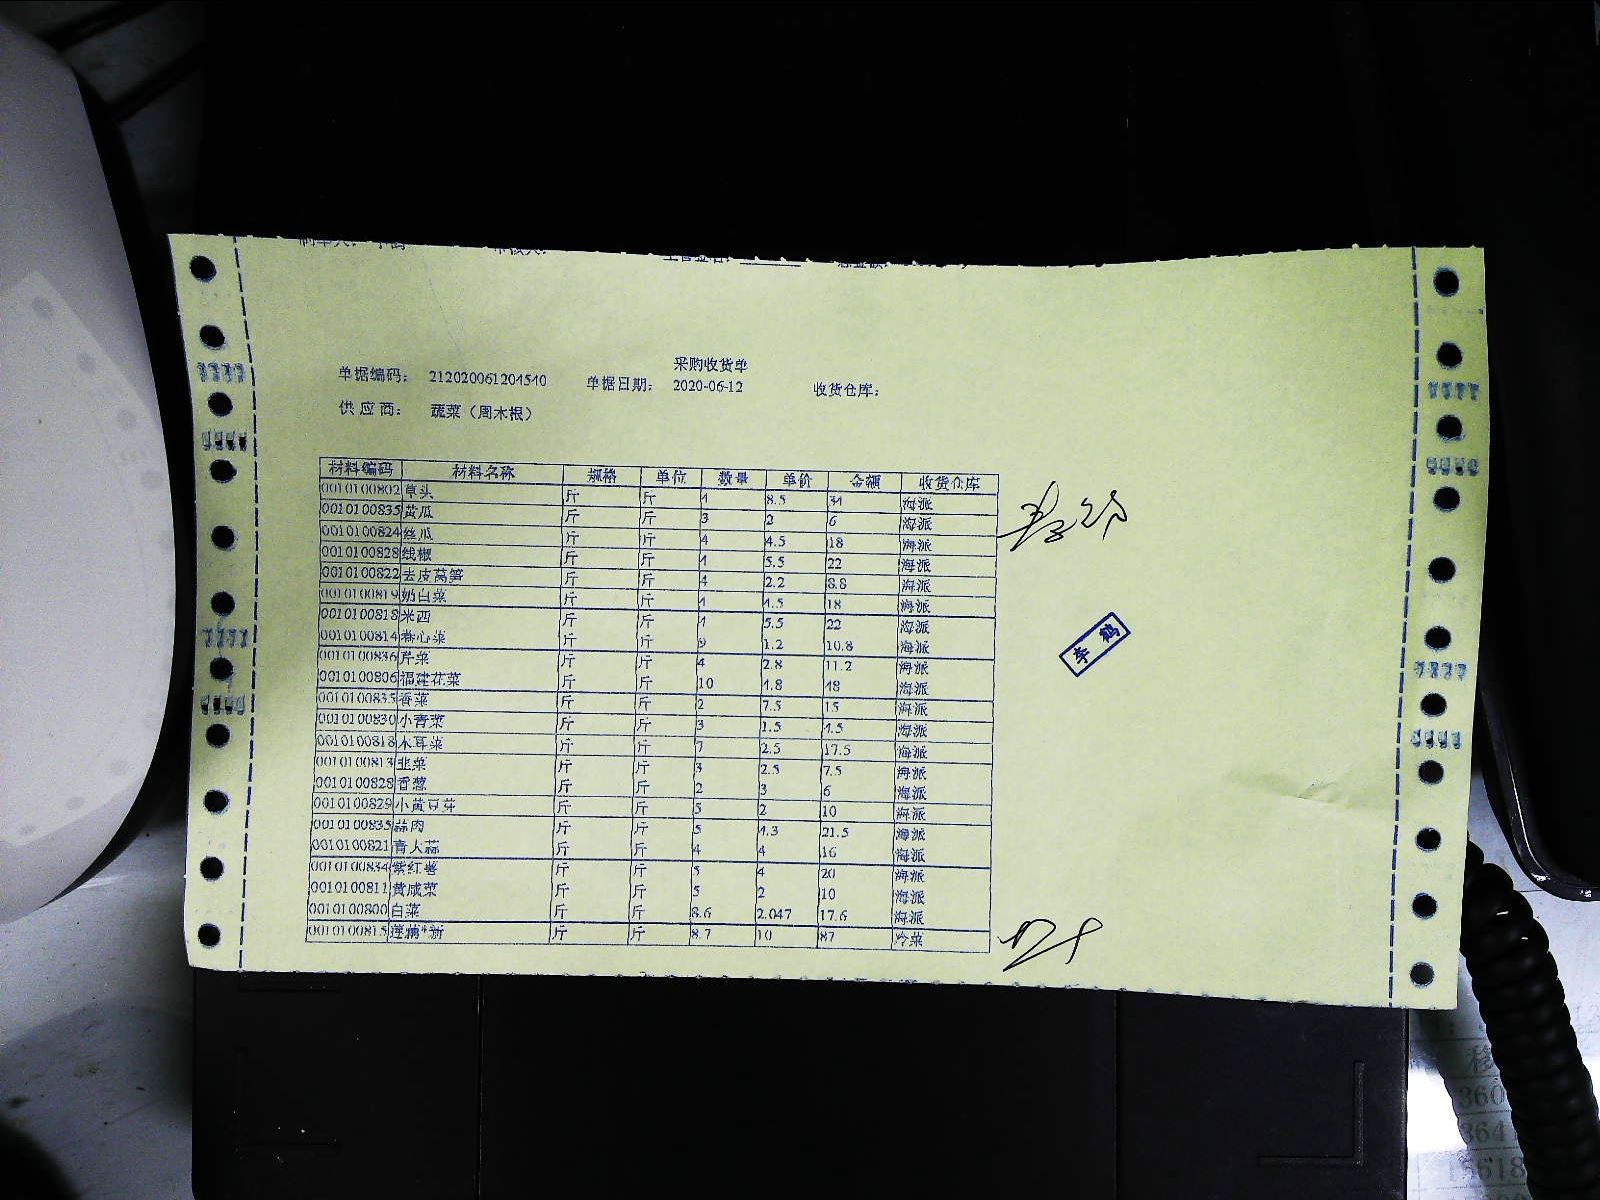 采购收货单
单据编码： 212020061204540 单据日期： 2020-06-12 收货仓库：
供应商： 蔬菜（周木根）
材料编码 材料名称 规格 单位 数量 单价 金额 收货仓库
0010100802 草头 斤 斤 4 8.5 34 海派
0010100835 黄瓜 斤 斤 3 2 6 海派
0010100824 丝瓜 斤 斤 4 4.5 18 海派
0010100828 线椒 斤 斤 4 5.5 22 海派
0010100822 去皮莴笋 斤 斤 4 2.2 8.8 海派
0010100819 奶白菜 斤 斤 4 4.5 18 海派
0010100818 米西 斤 斤 4 5.5 22 海派
0010100814 卷心菜 斤 斤 9 1.2 10.8 海派
0010100836 芹菜 斤 斤 4 2.8 11.2 海派
0010100806 福建花菜 斤 斤 10 4.8 48 海派
0010100835 香菜 斤 斤 2 7.5 15 海派
0010100830 小青菜 斤 斤 3 1.5 4.5 海派
0010100818 木耳菜 斤 斤 7 2.5 17.5 海派
0010100813 韭菜 斤 斤 3 2.5 7.5 海派
0010100828 香葱 斤 斤 2 3 6 海派
0010100829 小黄豆芽 斤 斤 5 2 10 海派
0010100835 蒜肉 斤 斤 5 4.3 21.5 海派
0010100821 青大蒜 斤 斤 4 4 16 海派
0010100834 紫红薯 斤 斤 5 4 20 海派
0010100811 黄咸菜 斤 斤 5 2 10 海派
0010100800 白菜 斤 斤 8.6 2.047 17.6 海派
0010100815 莲藕*新 斤 斤 8.7 10 87 冷菜
李鹤